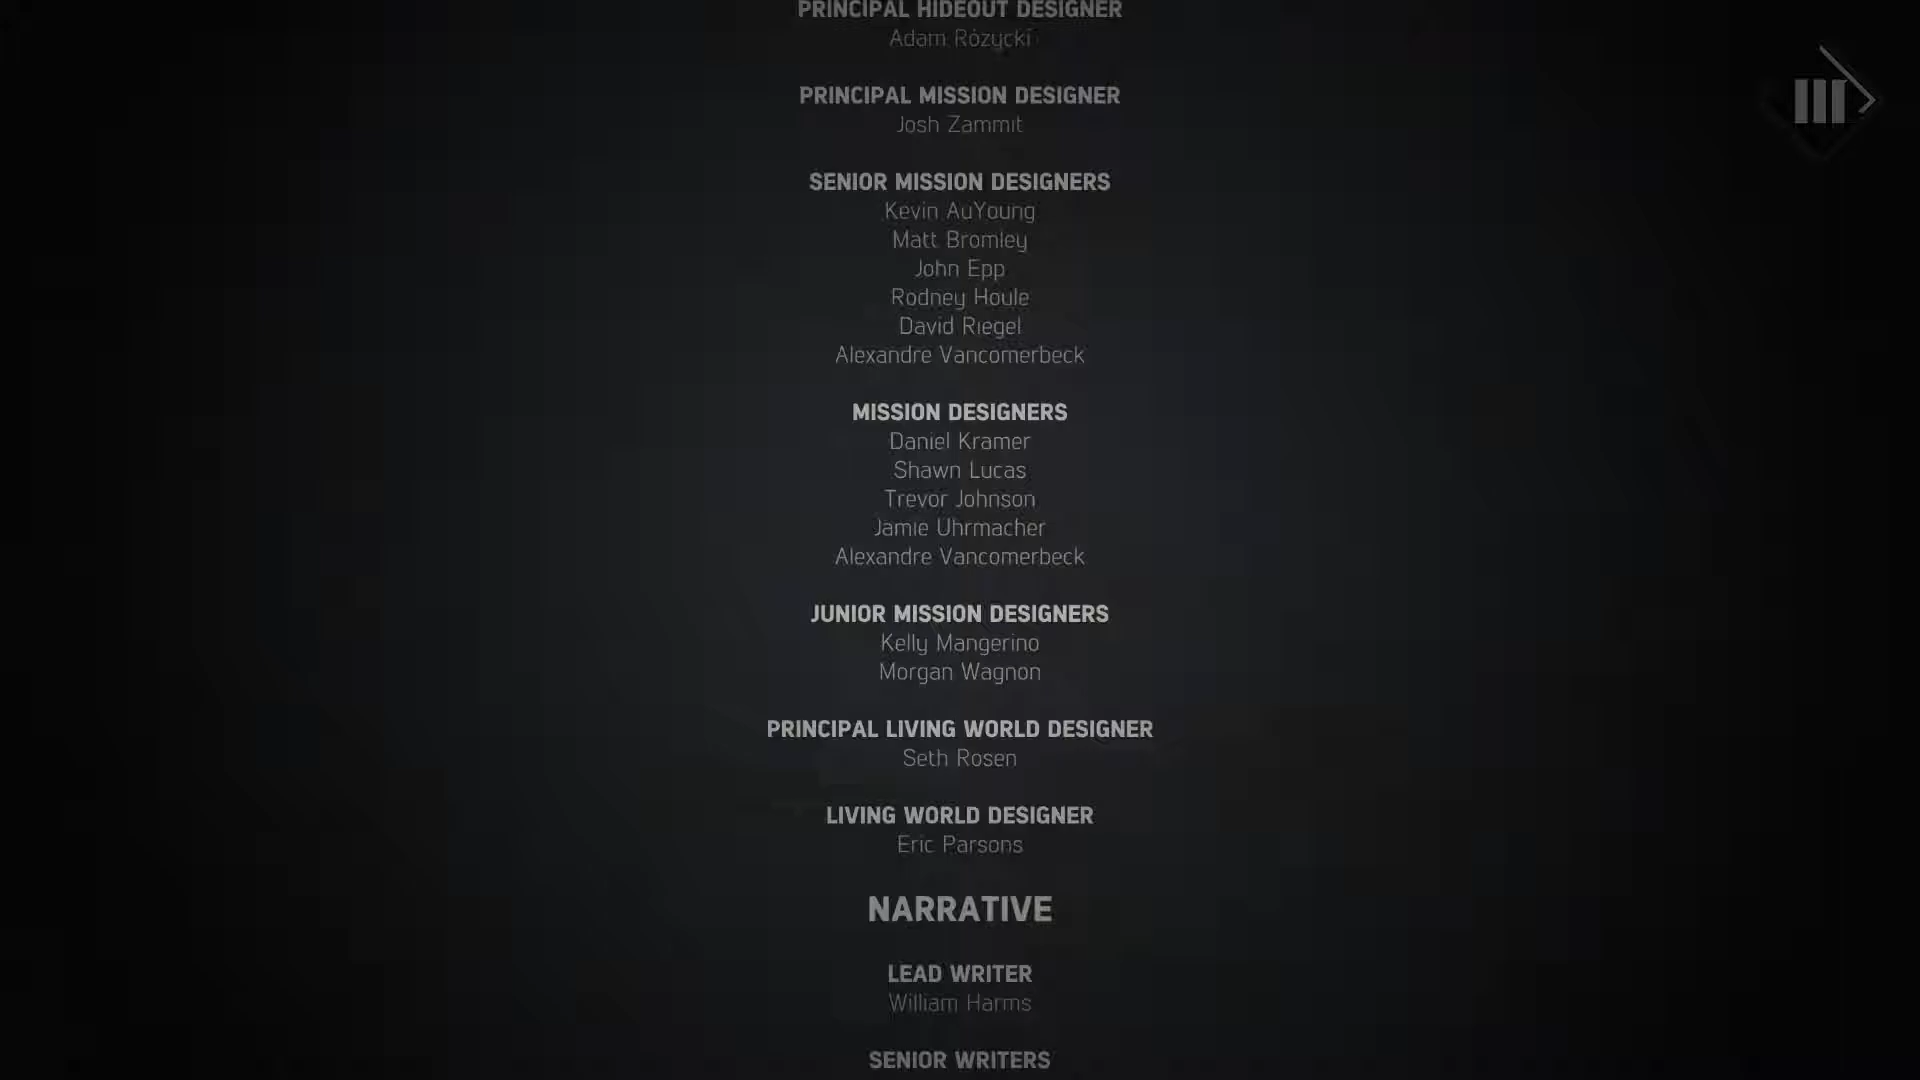 PRINCIPAL HIDEOUT DESIGNER
Adam Rózycki
PRINCIPAL MISSION DESIGNER
Josh Zammit
SENIOR MISSION DESIGNERS
Kevin AuYoung
Matt Bromley
John Epp
Rodney Houle
David Riegel
Alexandre Vancomerbeck
MISSION DESIGNERS
Daniel Kramer
Shawn Lucas
Trevor Johnson
Jamie Uhrmacher
Alexandre Vancomerbeck
JUNIOR MISSION DESIGNERS
Kelly Mangerino
Morgan Wagnon
PRINCIPAL LIVING WORLD DESIGNER
Seth Rosen
LIVING WORLD DESIGNER
Eric Parsons
NARRATIVE
LEAD WRITER
William Harms
SENIOR WRITERS